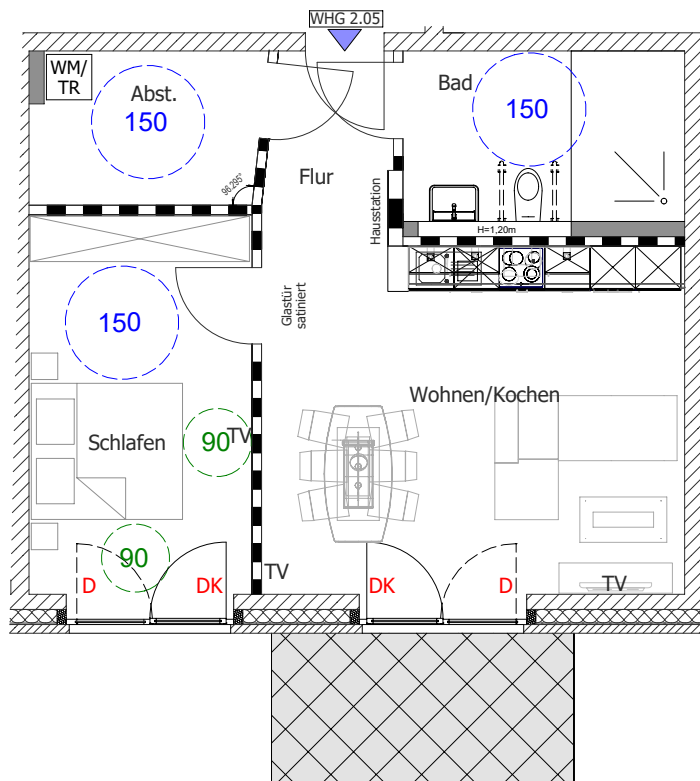 WHG 2.05
WM/
TR
Abst.
150
Bad
150
96.295°
Flur
Hausstation
H=1,20m
150
Glastür
satiniert
Wohnen/Kochen
Schlafen
90
TV
90
D
DK
TV
DK
D
TV